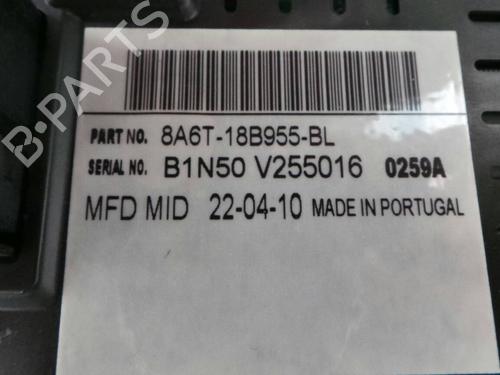 B-PARTS
PART NO. 8A6T-18B955-BL
SERIAL NO. B1N50 V255016 0259A
MFD MID 22-04-10 MADE IN PORTUGAL